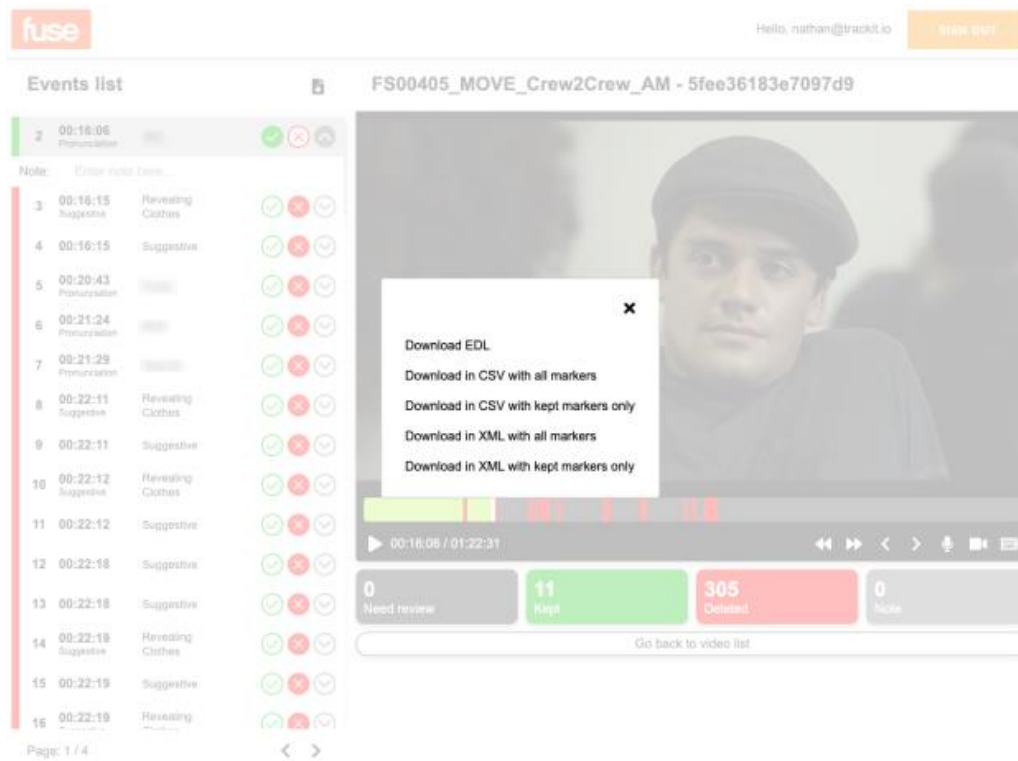 fuse
Hello, nathan@trackit.io
SIGN OUT
Events list
FS00405_MOVE_Crew2Crew_AM - 5fee36183e7097d9
2 00:16:06
Pronunciation
Note: Enter note here...
3 00:16:15 Revealing
Suggestive Clothes
4 00:16:15 Suggestive
5 00:20:43
Pronunciation
6 00:21:24
Pronunciation
7 00:21:29
Pronunciation
8 00:22:11 Revealing
Suggestive Clothes
9 00:22:11 Suggestive
10 00:22:12 Revealing
Suggestive Clothes
11 00:22:12 Suggestive
12 00:22:18 Suggestive
13 00:22:18 Suggestive
14 00:22:19 Revealing
Suggestive Clothes
15 00:22:19 Suggestive
16 00:22:19 Revealing
Page: 1 / 4
Download EDL
Download in CSV with all markers
Download in CSV with kept markers only
Download in XML with all markers
Download in XML with kept markers only
00:16:06 / 01:22:31
0
Need review
11
Kept
305
Deleted
0
Note
Go back to video list